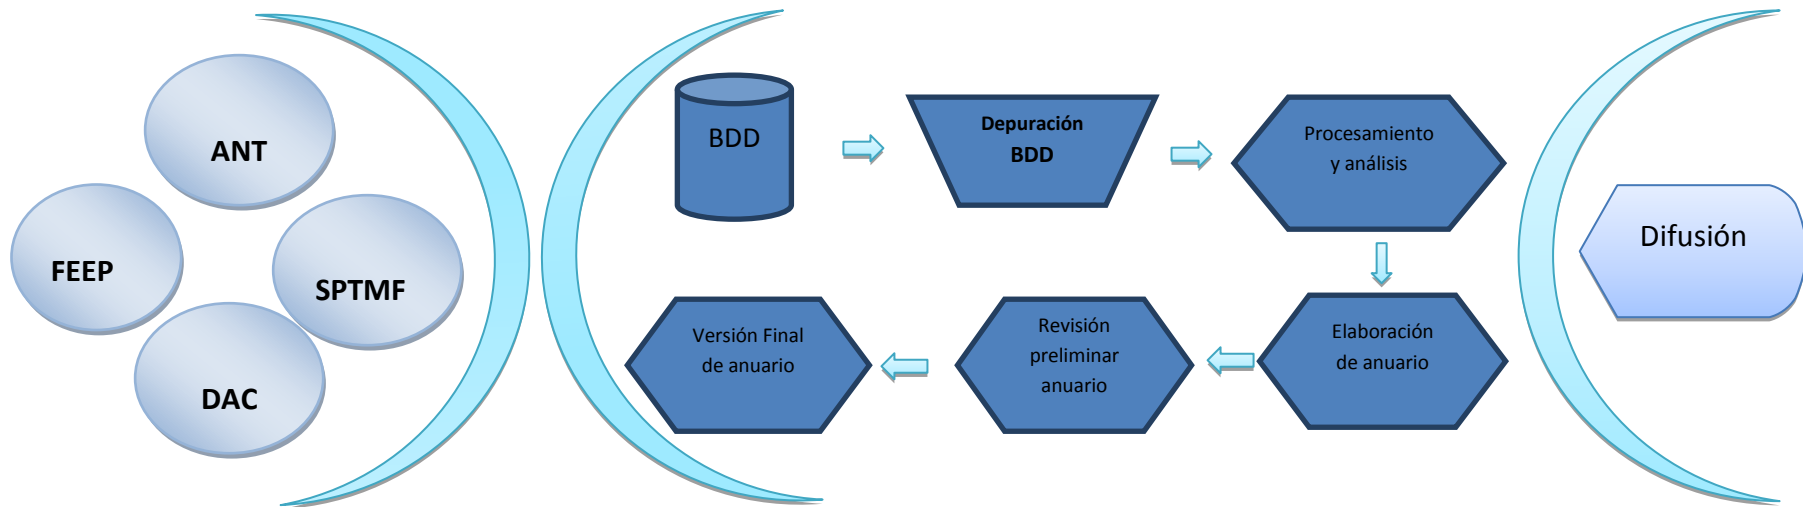 ANT
FEEP
SPTMF
DAC
BDD
Depuración
BDD
Procesamiento
y análisis
Elaboración
de anuario
Revisión
preliminar
anuario
Versión Final
de anuario
Difusión